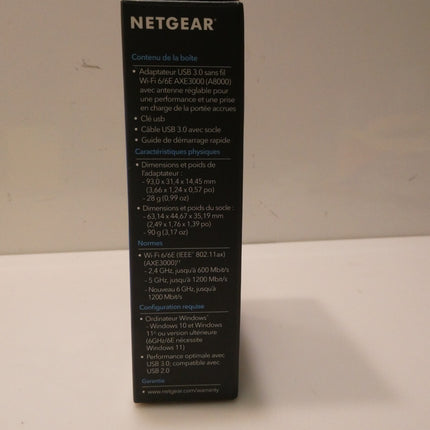 NETGEAR®
Contenu de la boîte
• Adaptateur USB 3.0 sans fil
Wi-Fi 6/6E AXE3000 (A8000)
avec antenne réglable pour
une performance et une prise
en charge de la portée accrues
• Clé usb
• Câble USB 3.0 avec socle
• Guide de démarrage rapide
Caractéristiques physiques
• Dimensions et poids de
l'adaptateur :
- 93,0 x 31,4 x 14,45 mm
(3,66 x 1,24 x 0,57 po)
- 28 g (0,99 oz)
• Dimensions et poids du socle :
- 63,14 x 44,67 x 35,19 mm
(2,49 x 1,76 x 1,39 po)
- 90 g (3,17 oz)
Normes
• Wi-Fi 6/6E (IEEE® 802.11ax)
(AXE3000)††
- 2,4 GHz, jusqu'à 600 Mbit/s
- 5 GHz, jusqu'à 1200 Mbit/s
- Nouveau 6 GHz, jusqu'à
1200 Mbit/s
Configuration requise
• Ordinateur Windows®
- Windows 10 et Windows
11® ou version ultérieure
(6GHz/6E nécessite
Windows 11)
• Performance optimale avec
USB 3.0; compatible avec
USB 2.0
Garantie
• www.netgear.com/warranty